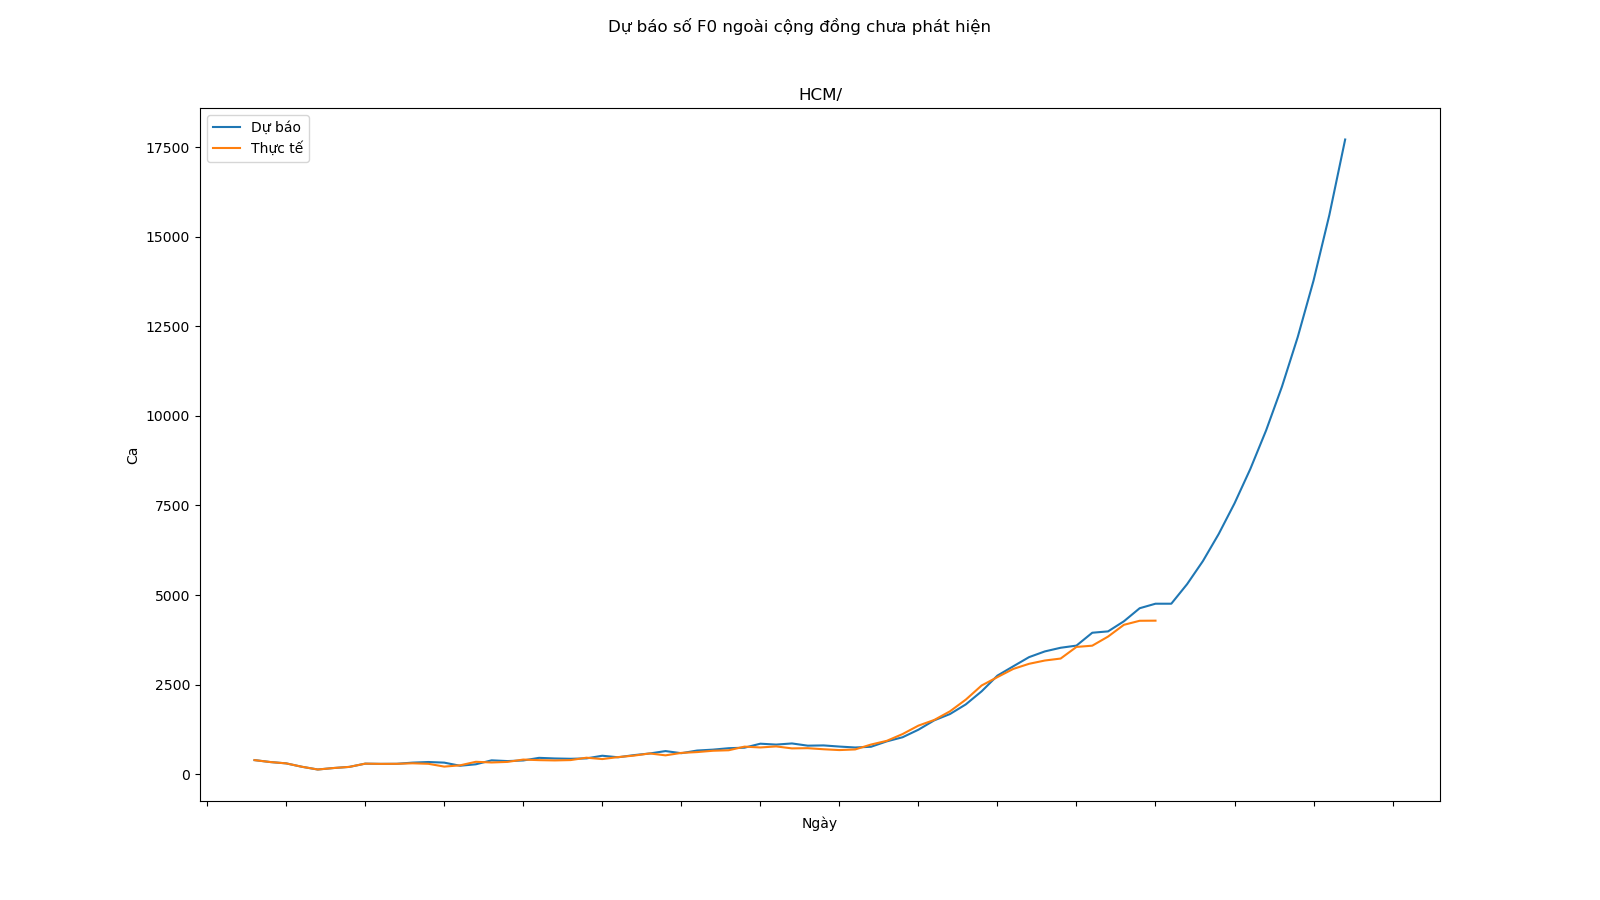 Dự báo số F0 ngoài cộng đồng chưa phát hiện
HCM/
Dự báo
Thực tế
17500
15000
12500
10000
7500
5000
2500
0
Ca
Ngày